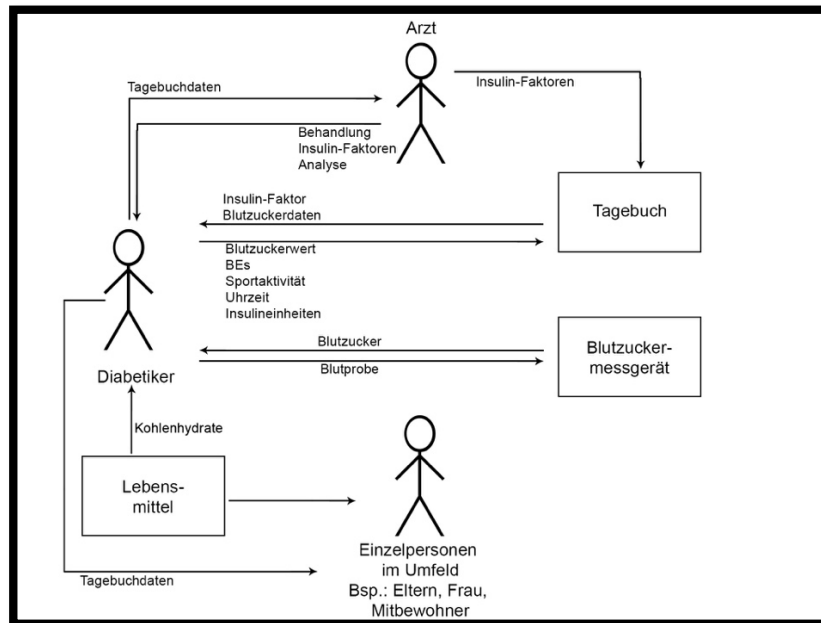 Arzt
Tagebuchdaten
Insulin-Faktoren
Behandlung
Insulin-Faktoren
Analyse
Insulin-Faktor
Blutzuckerdaten
Tagebuch
Blutzuckerwert
BEs
Sportaktivität
Uhrzeit
Insulineinheiten
Blutzucker
Blutprobe
Blutzucker-
messgerät
Diabetiker
Kohlenhydrate
Lebens-
mittel
Einzelpersonen
im Umfeld
Bsp.: Eltern, Frau,
Mitbewohner
Tagebuchdaten